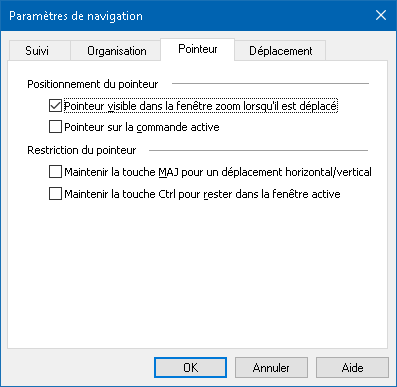 Paramètres de navigation
Suivi Organisation Pointeur Déplacement
Positionnement du pointeur
Pointeur visible dans la fenêtre zoom lorsqu'il est déplacé
Pointeur sur la commande active
Restriction du pointeur
Maintenir la touche MAJ pour un déplacement horizontal/vertical
Maintenir la touche Ctrl pour rester dans la fenêtre active
OK Annuler Aide